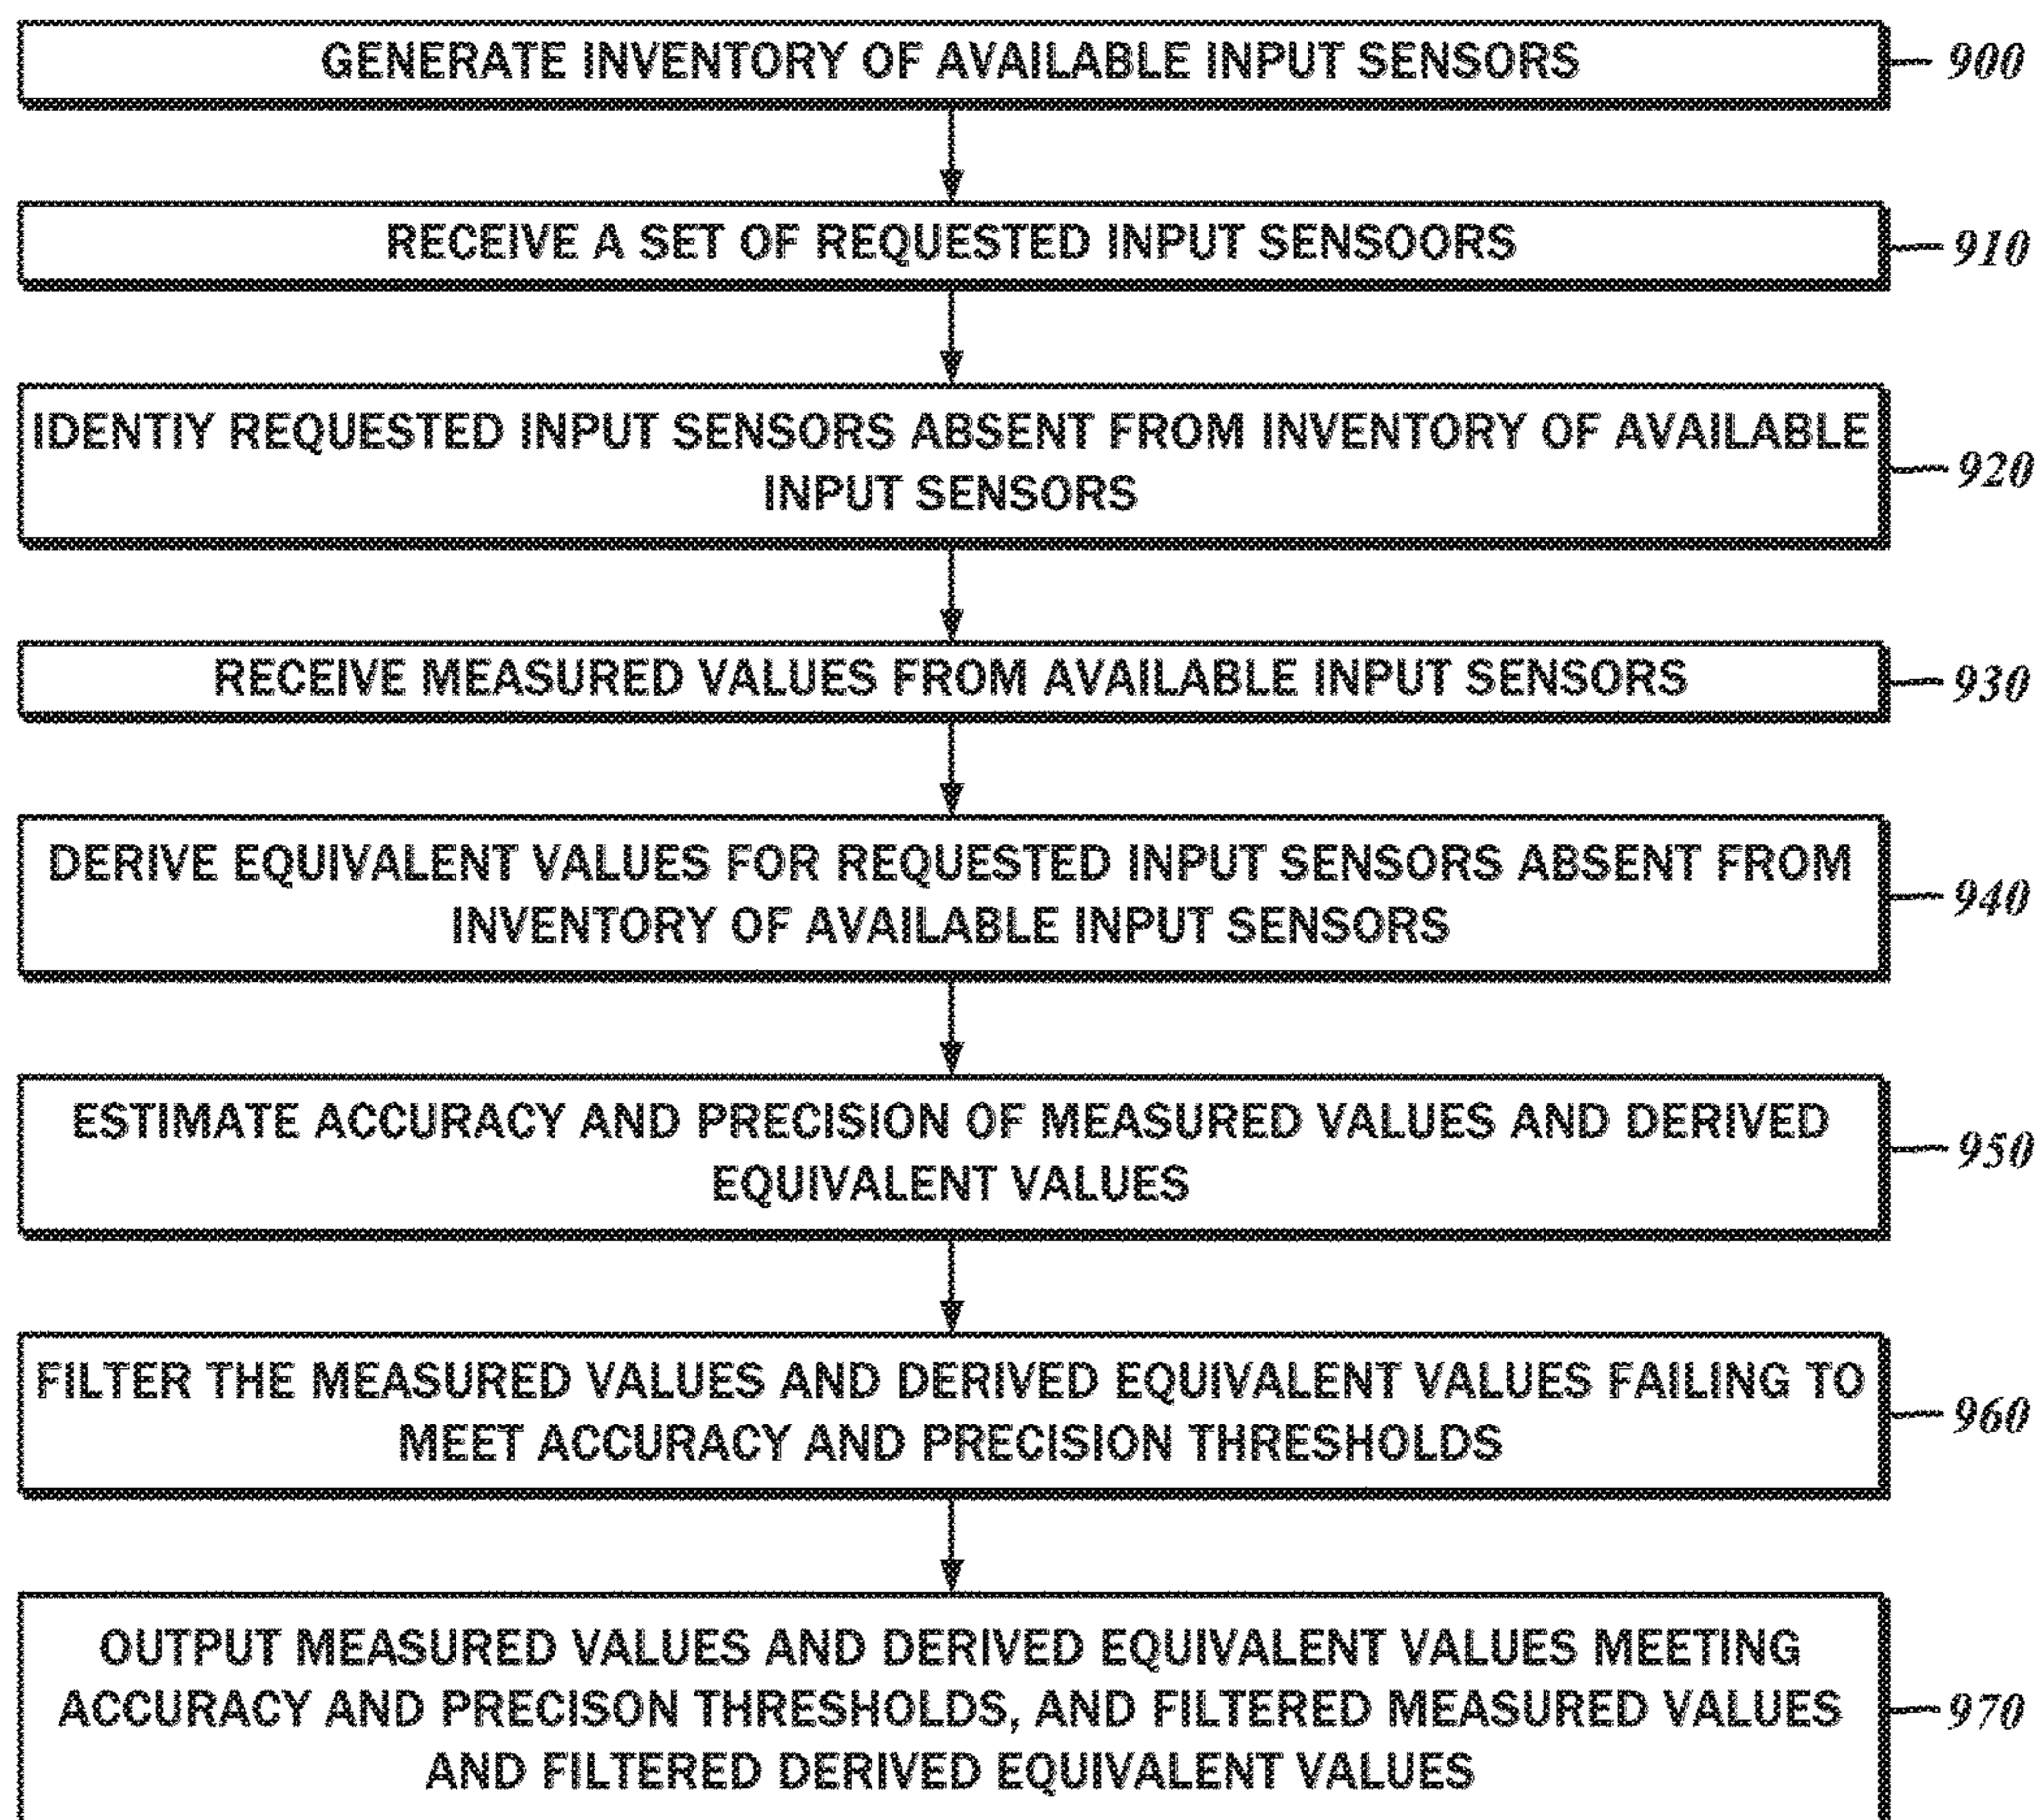 GENERATE INVENTORY OF AVAILABLE INPUT SENSORS
900
RECEIVE A SET OF REQUESTED INPUT SENSOORS
910
IDENTIY REQUESTED INPUT SENSORS ABSENT FROM INVENTORY OF AVAILABLE
INPUT SENSORS
920
RECEIVE MEASURED VALUES FROM AVAILABLE INPUT SENSORS
930
DERIVE EQUIVALENT VALUES FOR REQUESTED INPUT SENSORS ABSENT FROM
INVENTORY OF AVAILABLE INPUT SENSORS
940
ESTIMATE ACCURACY AND PRECISION OF MEASURED VALUES AND DERIVED
EQUIVALENT VALUES
950
FILTER THE MEASURED VALUES AND DERIVED EQUIVALENT VALUES FAILING TO
MEET ACCURACY AND PRECISION THRESHOLDS
960
OUTPUT MEASURED VALUES AND DERIVED EQUIVALENT VALUES MEETING
ACCURACY AND PRECISON THRESHOLDS, AND FILTERED MEASURED VALUES
AND FILTERED DERIVED EQUIVALENT VALUES
970